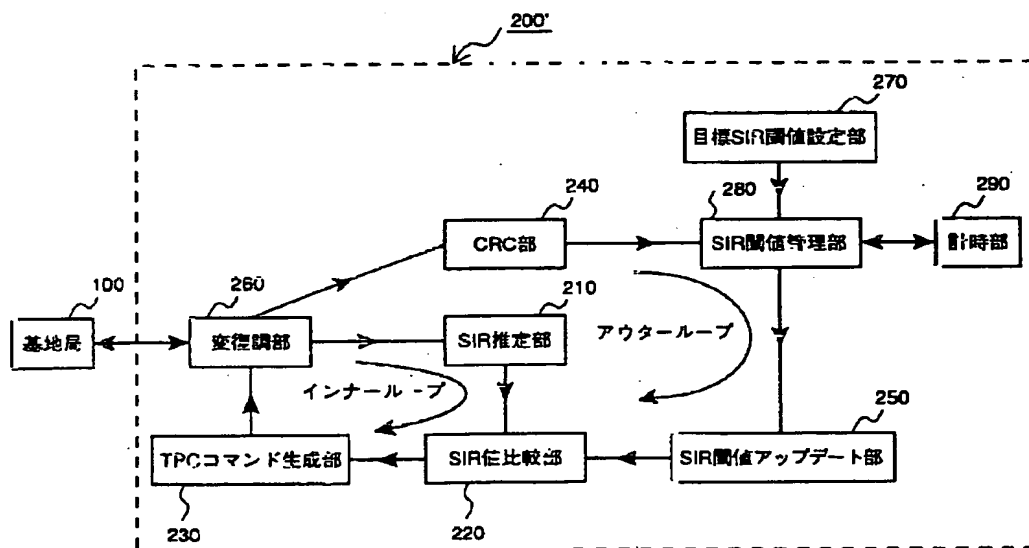 200'
270
目標SIR閾値設定部
240
280
290
CRC部
SIR閾値管理部
計時部
100
260
210
基地局
変復調部
SIR推定部
アウターループ
インナーループ
250
TPCコマンド生成部
SIR値比較部
SIR閾値アップデート部
230
220